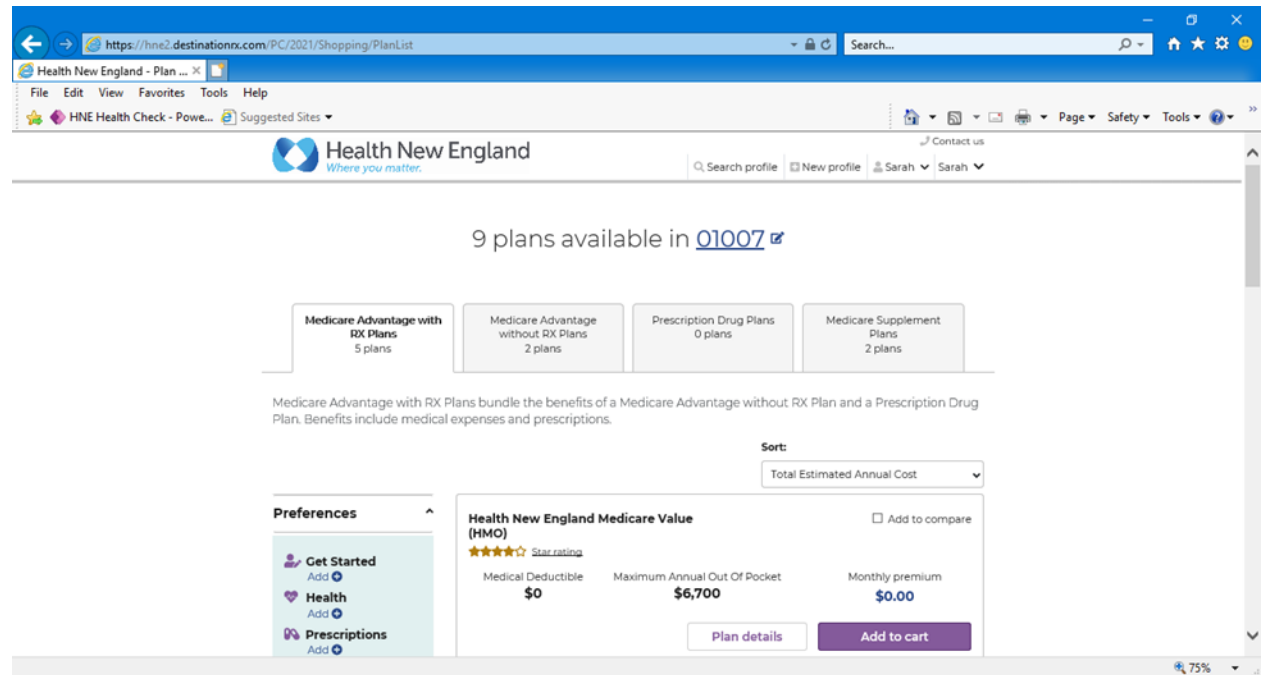 https://hne2.destinationrx.com/PC/2021/Shopping/PlanList
Search...
Health New England - Plan ...
File Edit View Favorites Tools Help
HNE Health Check - Powe... Suggested Sites
Page Safety Tools
Health New England
Where you matter.
Contact us
Search profile New profile Sarah Sarah
9 plans available in 01007
Medicare Advantage with
RX Plans
5 plans
Medicare Advantage
without RX Plans
2 plans
Prescription Drug Plans
0 plans
Medicare Supplement
Plans
2 plans
Medicare Advantage with RX Plans bundle the benefits of a Medicare Advantage without RX Plan and a Prescription Drug
Plan. Benefits include medical expenses and prescriptions.
Sort:
Total Estimated Annual Cost
Preferences
Get Started
Add
Health
Add
Prescriptions
Add
Health New England Medicare Value
(HMO)
Add to compare
Star rating
Medical Deductible
$0
Maximum Annual Out Of Pocket
$6,700
Monthly premium
$0.00
Plan details
Add to cart
75%